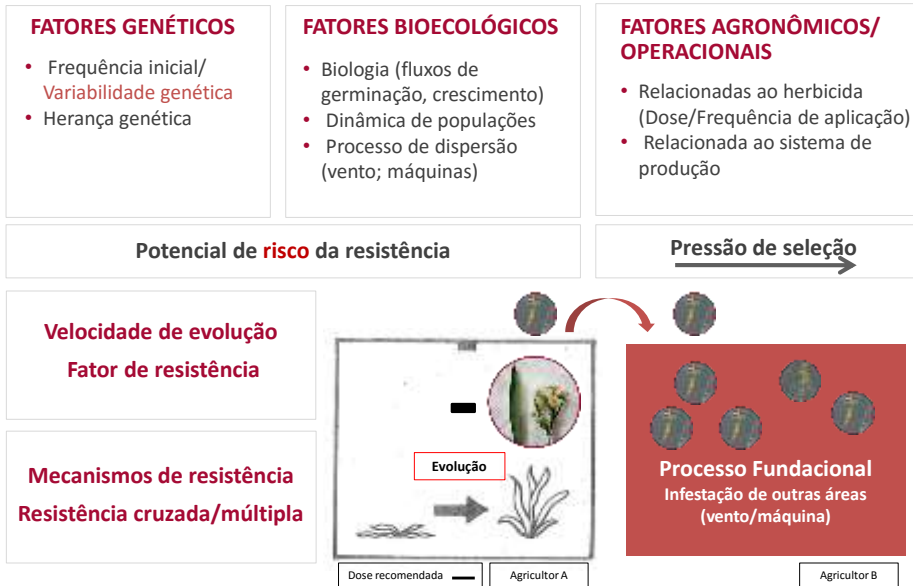 FATORES GENÉTICOS
• Frequência inicial/
Variabilidade genética
• Herança genética
FATORES BIOECOLÓGICOS
• Biologia (fluxos de
germinação, crescimento)
• Dinâmica de populações
• Processo de dispersão
(vento; máquinas)
FATORES AGRONÔMICOS/
OPERACIONAIS
• Relacionadas ao herbicida
(Dose/Frequência de aplicação)
• Relacionada ao sistema de
produção
Potencial de risco da resistência
Pressão de seleção
Velocidade de evolução
Fator de resistência
Mecanismos de resistência
Resistência cruzada/múltipla
Evolução
Processo Fundacional
Infestação de outras áreas
(vento/máquina)
Dose recomendada
Agricultor A
Agricultor B